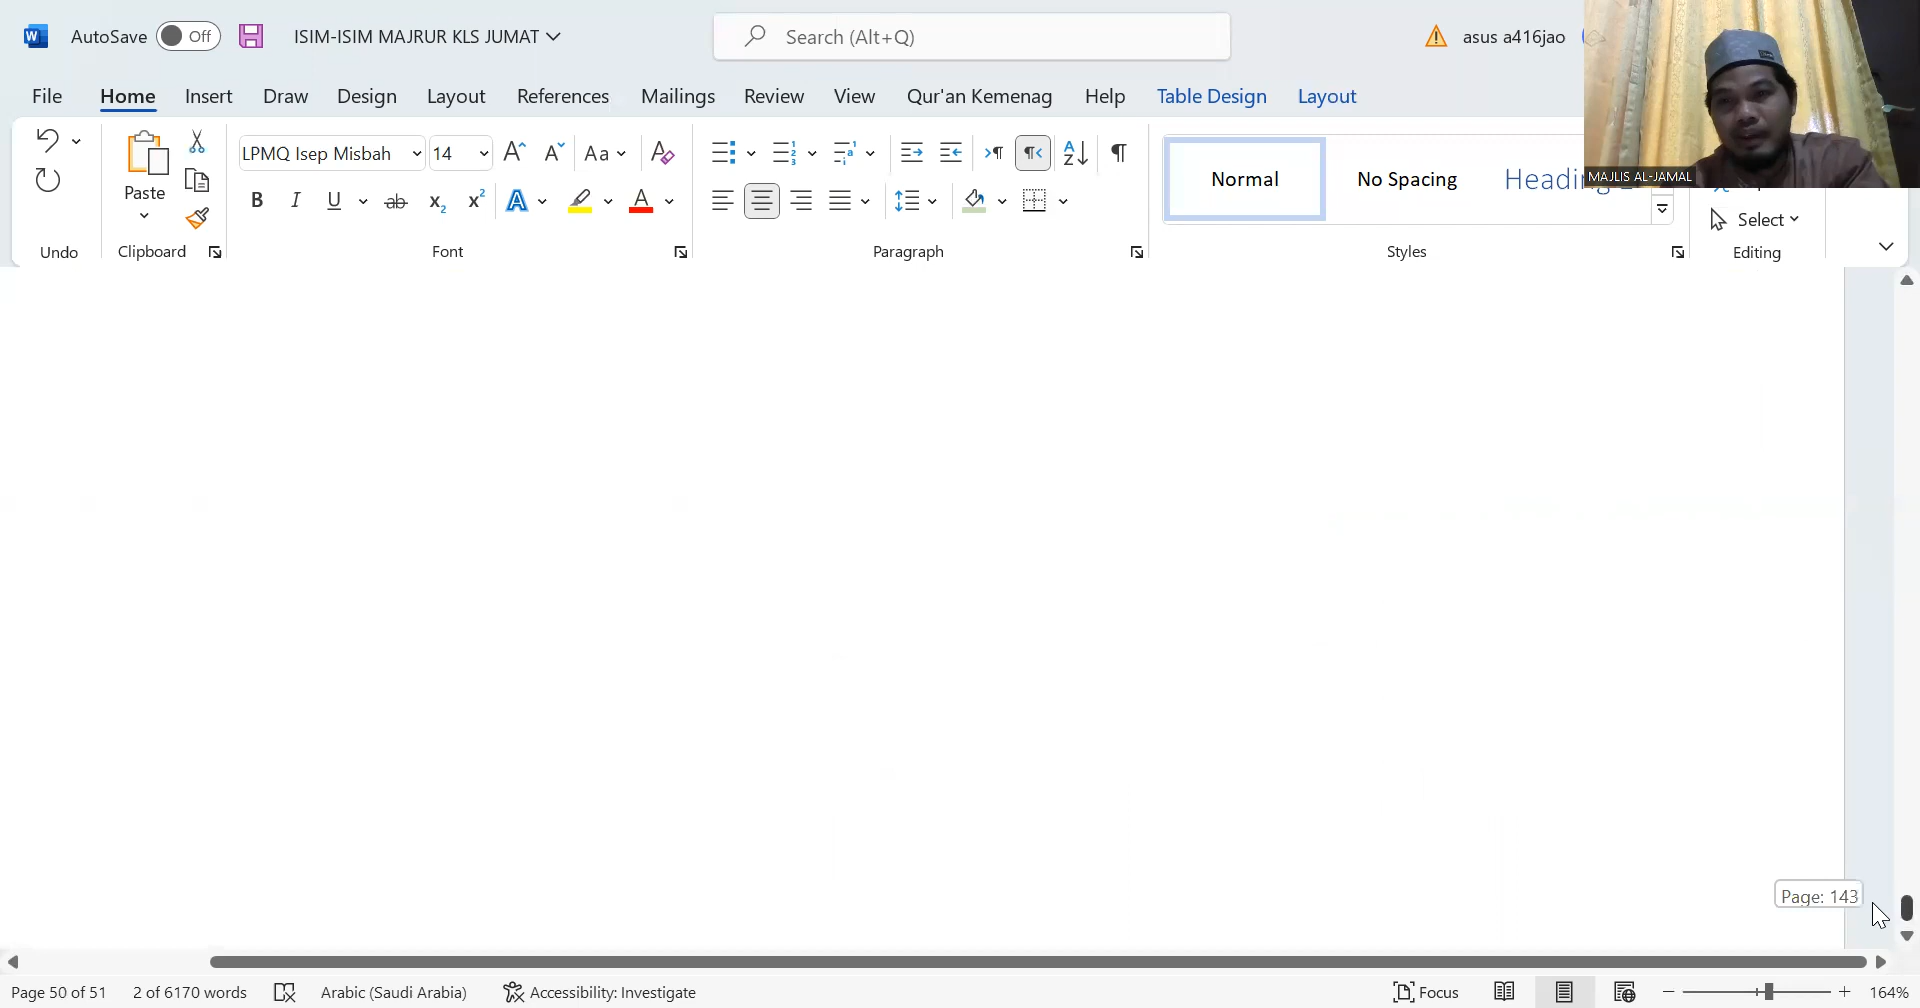 AutoSave Off ISIM-ISIM MAJRUR KLS JUMAT Search (Alt+Q) asus a416jao
File Home Insert Draw Design Layout References Mailings Review View Qur'an Kemenag Help Table Design Layout
MAJLIS AL-JAMAL
LPMQ Isep Misbah 14
Paste
Normal No Spacing
Select
Undo Clipboard Font Paragraph Styles Editing
Page: 143
Page 50 of 51 2 of 6170 words Arabic (Saudi Arabia) Accessibility: Investigate Focus 164%